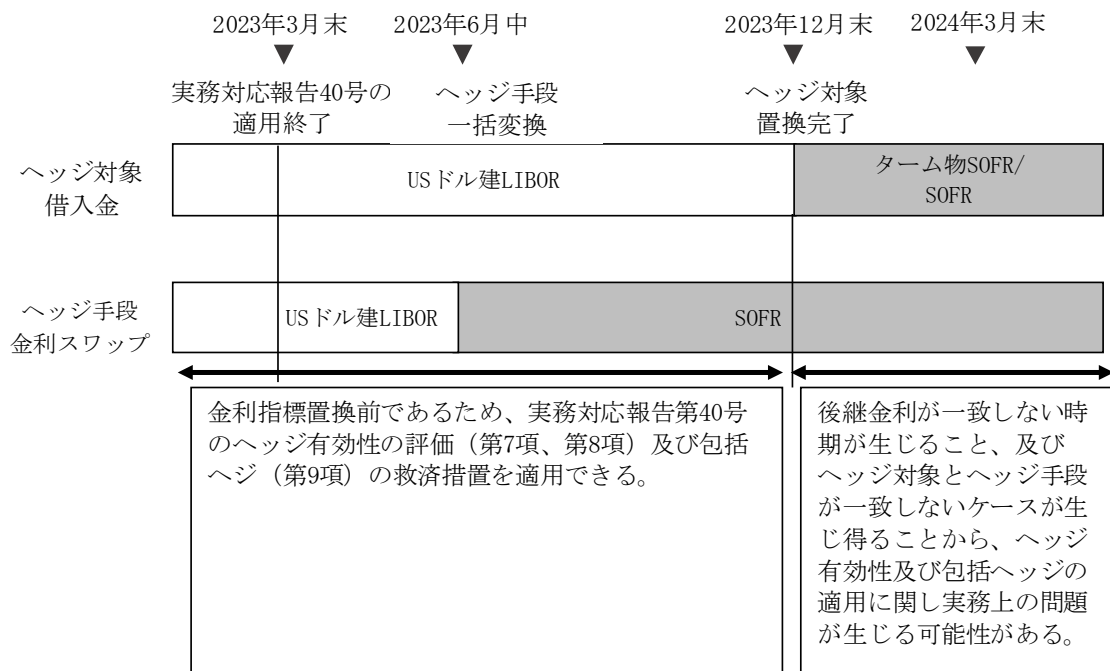 2023年3月末
2023年6月中
2023年12月末
2024年3月末
実務対応報告40号の
適用終了
ヘッジ手段
一括変換
ヘッジ対象
置換完了
ヘッジ対象
借入金
USドル建LIBOR
ターム物SOFR/
SOFR
ヘッジ手段
金利スワップ
USドル建LIBOR
SOFR
金利指標置換前であるため、実務対応報告第40号
のヘッジ有効性の評価（第7項、第8項）及び包括
ヘジ（第9項）の救済措置を適用できる。
後継金利が一致しない時
期が生じること、及び
ヘッジ対象とヘッジ手段
が一致しないケースが生
じ得ることから、ヘッジ
有効性及び包括ヘッジの
適用に関し実務上の問題
が生じる可能性がある。